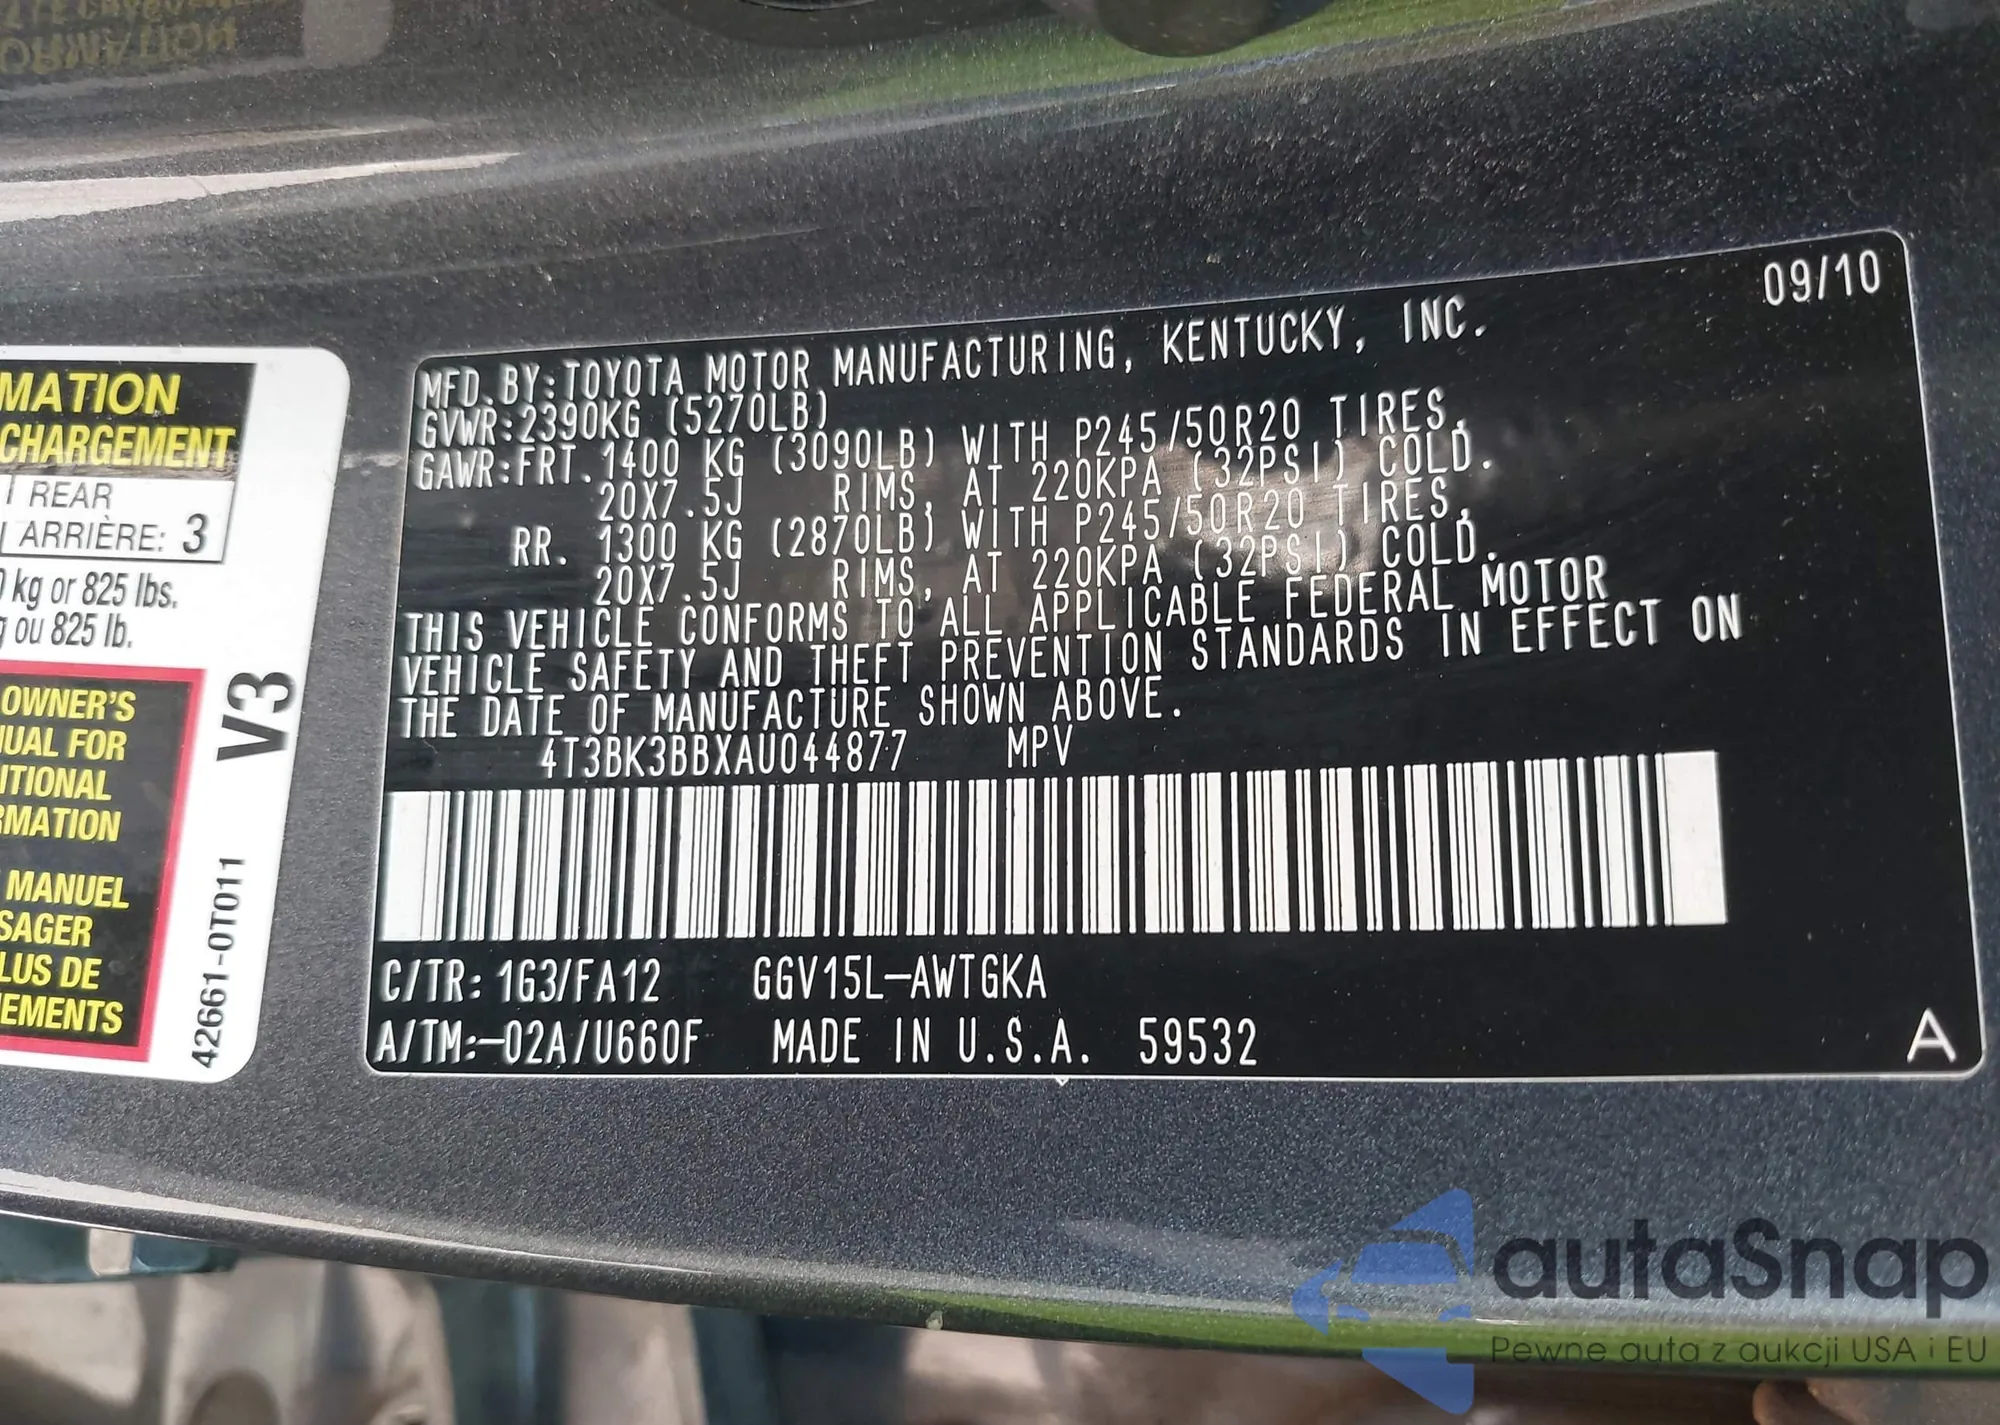 ORMATION
MATION
CHARGEMENT
REAR
ARRIÈRE: 3
0 kg or 825 lbs.
g ou 825 lb.
OWNER'S
UAL FOR
ITIONAL
RMATION
MANUEL
SAGER
LUS DE
EMENTS
V3
42661-0T011
09/10
MFD.BY:TOYOTA MOTOR MANUFACTURING, KENTUCKY, INC.
GVWR:2390KG (5270LB)
GAWR:FRT. 1400 KG (3090LB) WITH P245/50R20 TIRES,
20X7.5J RIMS, AT 220KPA (32PSI) COLD.
RR. 1300 KG (2870LB) WITH P245/50R20 TIRES,
20X7.5J RIMS, AT 220KPA (32PSI) COLD.
THIS VEHICLE CONFORMS TO ALL APPLICABLE FEDERAL MOTOR
VEHICLE SAFETY AND THEFT PREVENTION STANDARDS IN EFFECT ON
THE DATE OF MANUFACTURE SHOWN ABOVE.
4T3BK3BBXAU044877 MPV
C/TR: 1G3/FA12 GGV15L-AWTGKA
A/TM:-02A/U660F MADE IN U.S.A. 59532
A
autaSnap
Pewne auta z aukcji USA i EU